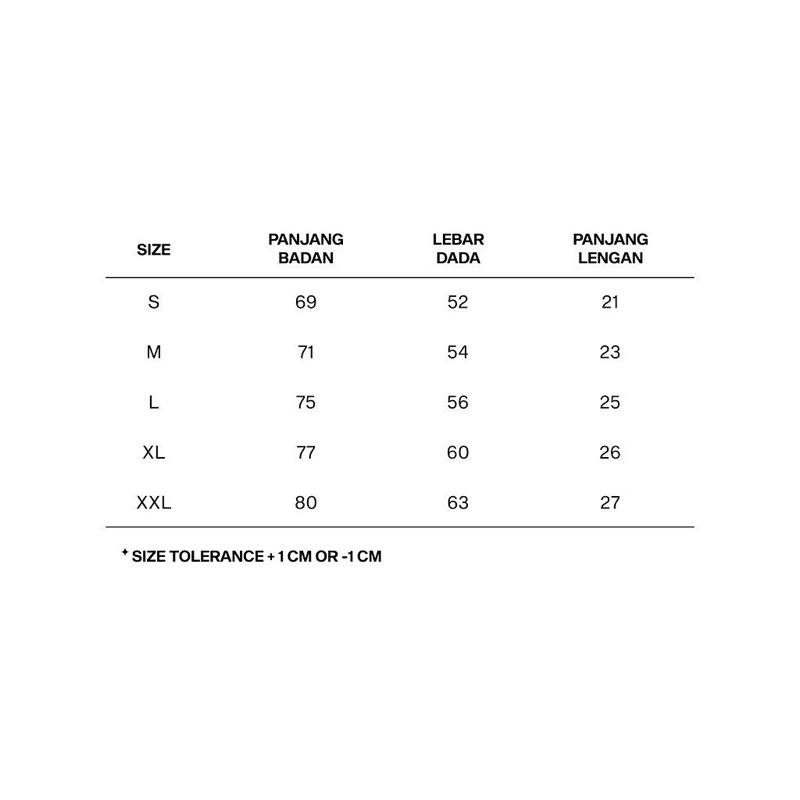 SIZE PANJANG BADAN LEBAR DADA PANJANG LENGAN
S 69 52 21
M 71 54 23
L 75 56 25
XL 77 60 26
XXL 80 63 27
✦ SIZE TOLERANCE + 1 CM OR -1 CM